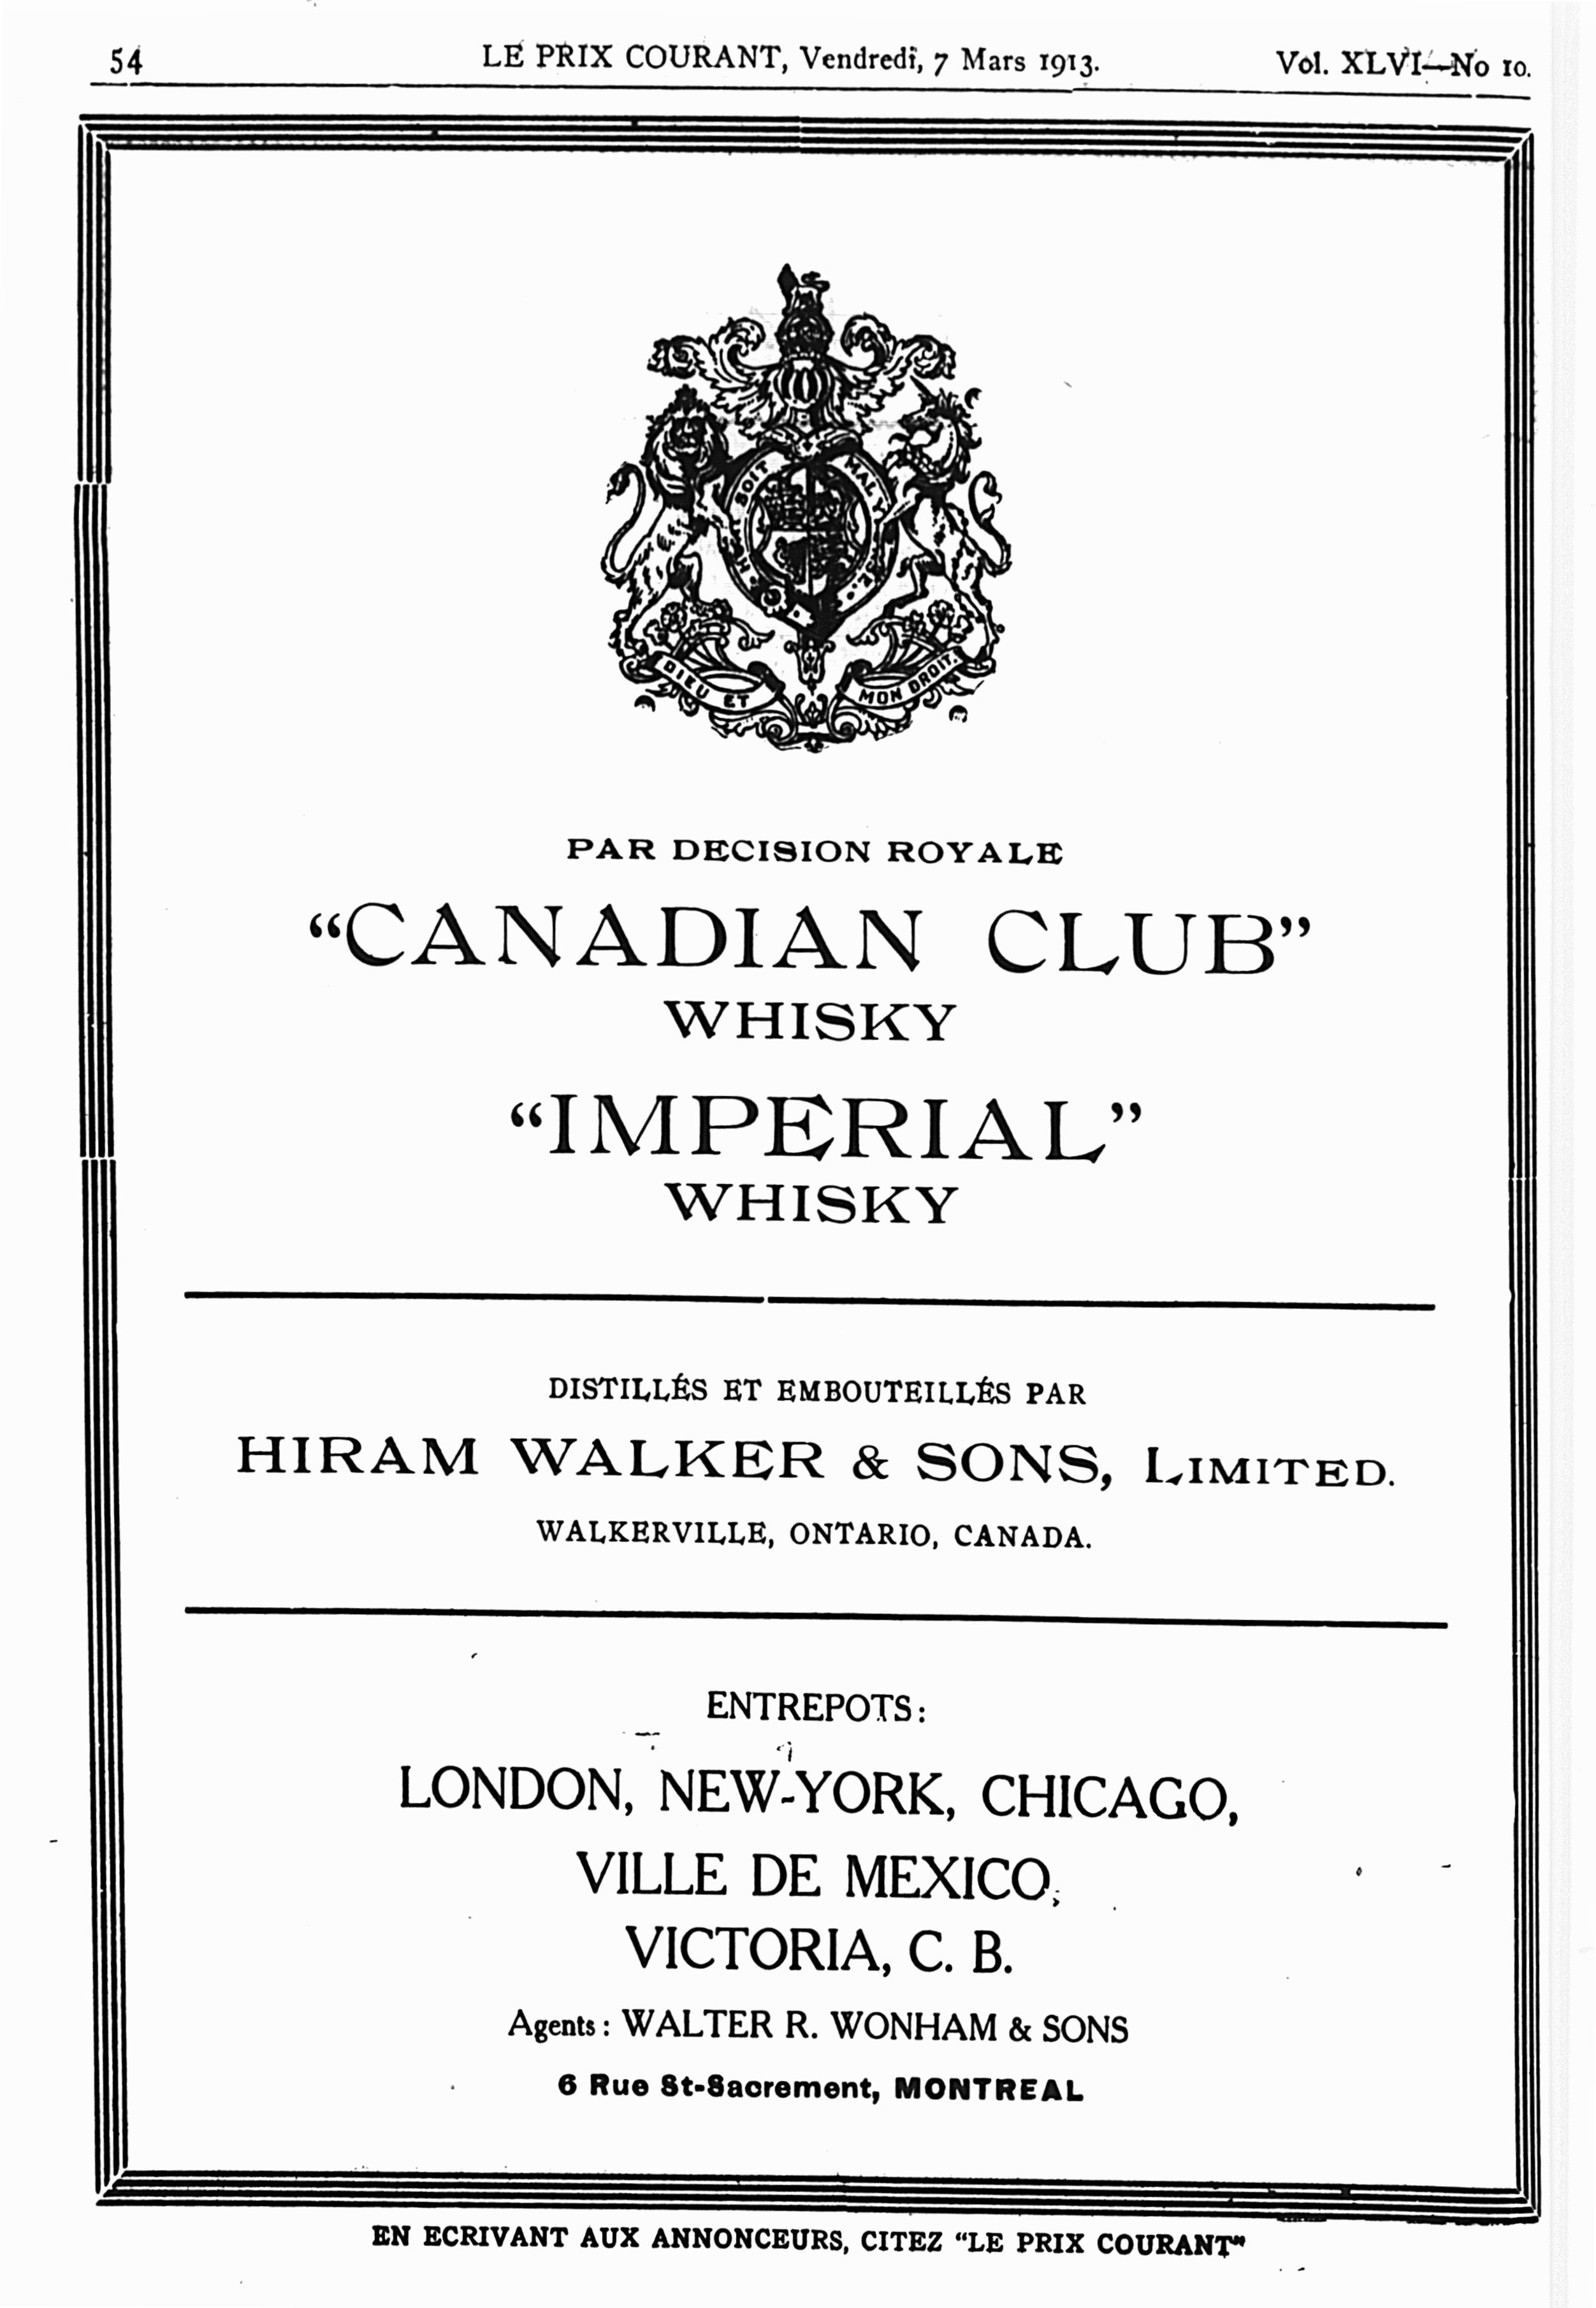 54
LE PRIX COURANT, Vendredi, 7 Mars 1913.
Vol. XLVI—No 10.
SOIT
MAL Y
DIEU ET
MON DROIT.
PAR DECISION ROYALE
“CANADIAN CLUB”
WHISKY
“IMPERIAL”
WHISKY
DISTILLÉS ET EMBOUTEILLÉS PAR
HIRAM WALKER & SONS, LIMITED.
WALKERVILLE, ONTARIO, CANADA.
ENTREPOTS:
LONDON, NEW-YORK, CHICAGO,
VILLE DE MEXICO,
VICTORIA, C. B.
Agents: WALTER R. WONHAM & SONS
6 Rue St-Sacrement, MONTREAL
EN ECRIVANT AUX ANNONCEURS, CITEZ “LE PRIX COURANT”